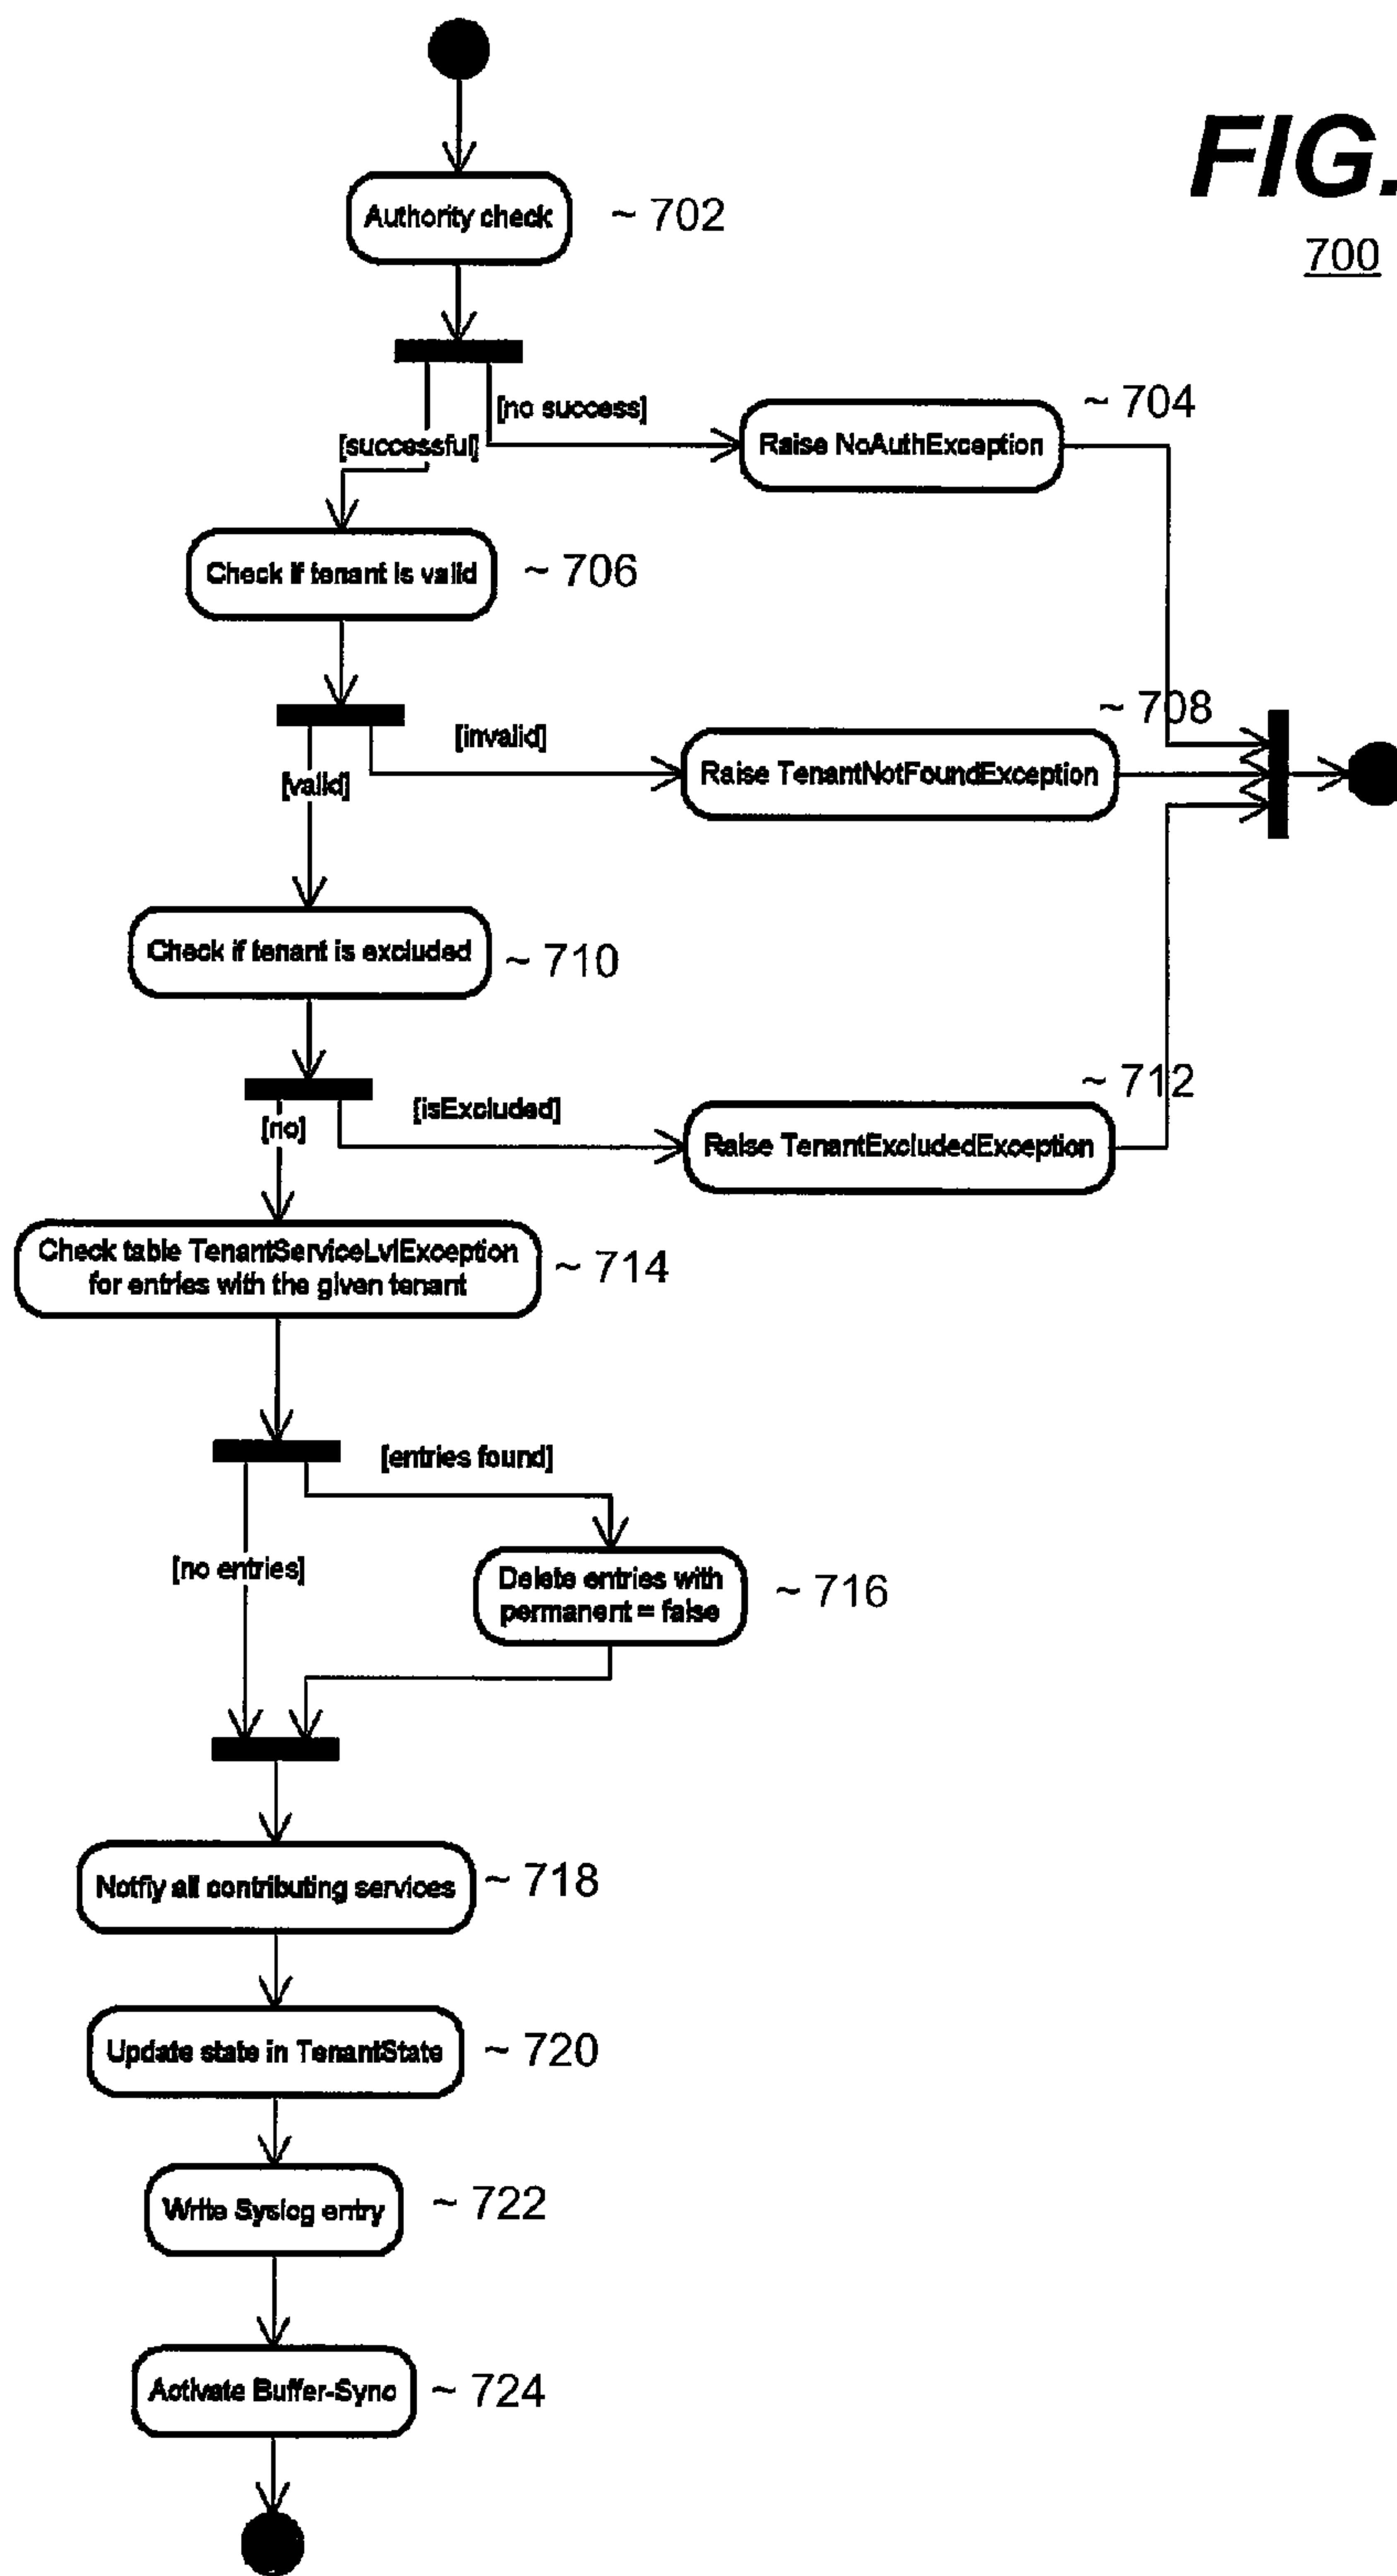 FIG.
700
Authority check
~ 702
[no success]
[successful]
Raise NoAuthException
~ 704
Check if tenant is valid
~ 706
[invalid]
[valid]
Raise TenantNotFoundException
~ 708
Check if tenant is excluded
~ 710
[isExcluded]
[no]
Raise TenantExcludedException
~ 712
Check table TenantServiceLvlException
for entries with the given tenant
~ 714
[entries found]
[no entries]
Delete entries with
permanent = false
~ 716
Notfiy all contributing services
~ 718
Update state in TenantState
~ 720
Write Syslog entry
~ 722
Activate Buffer-Sync
~ 724